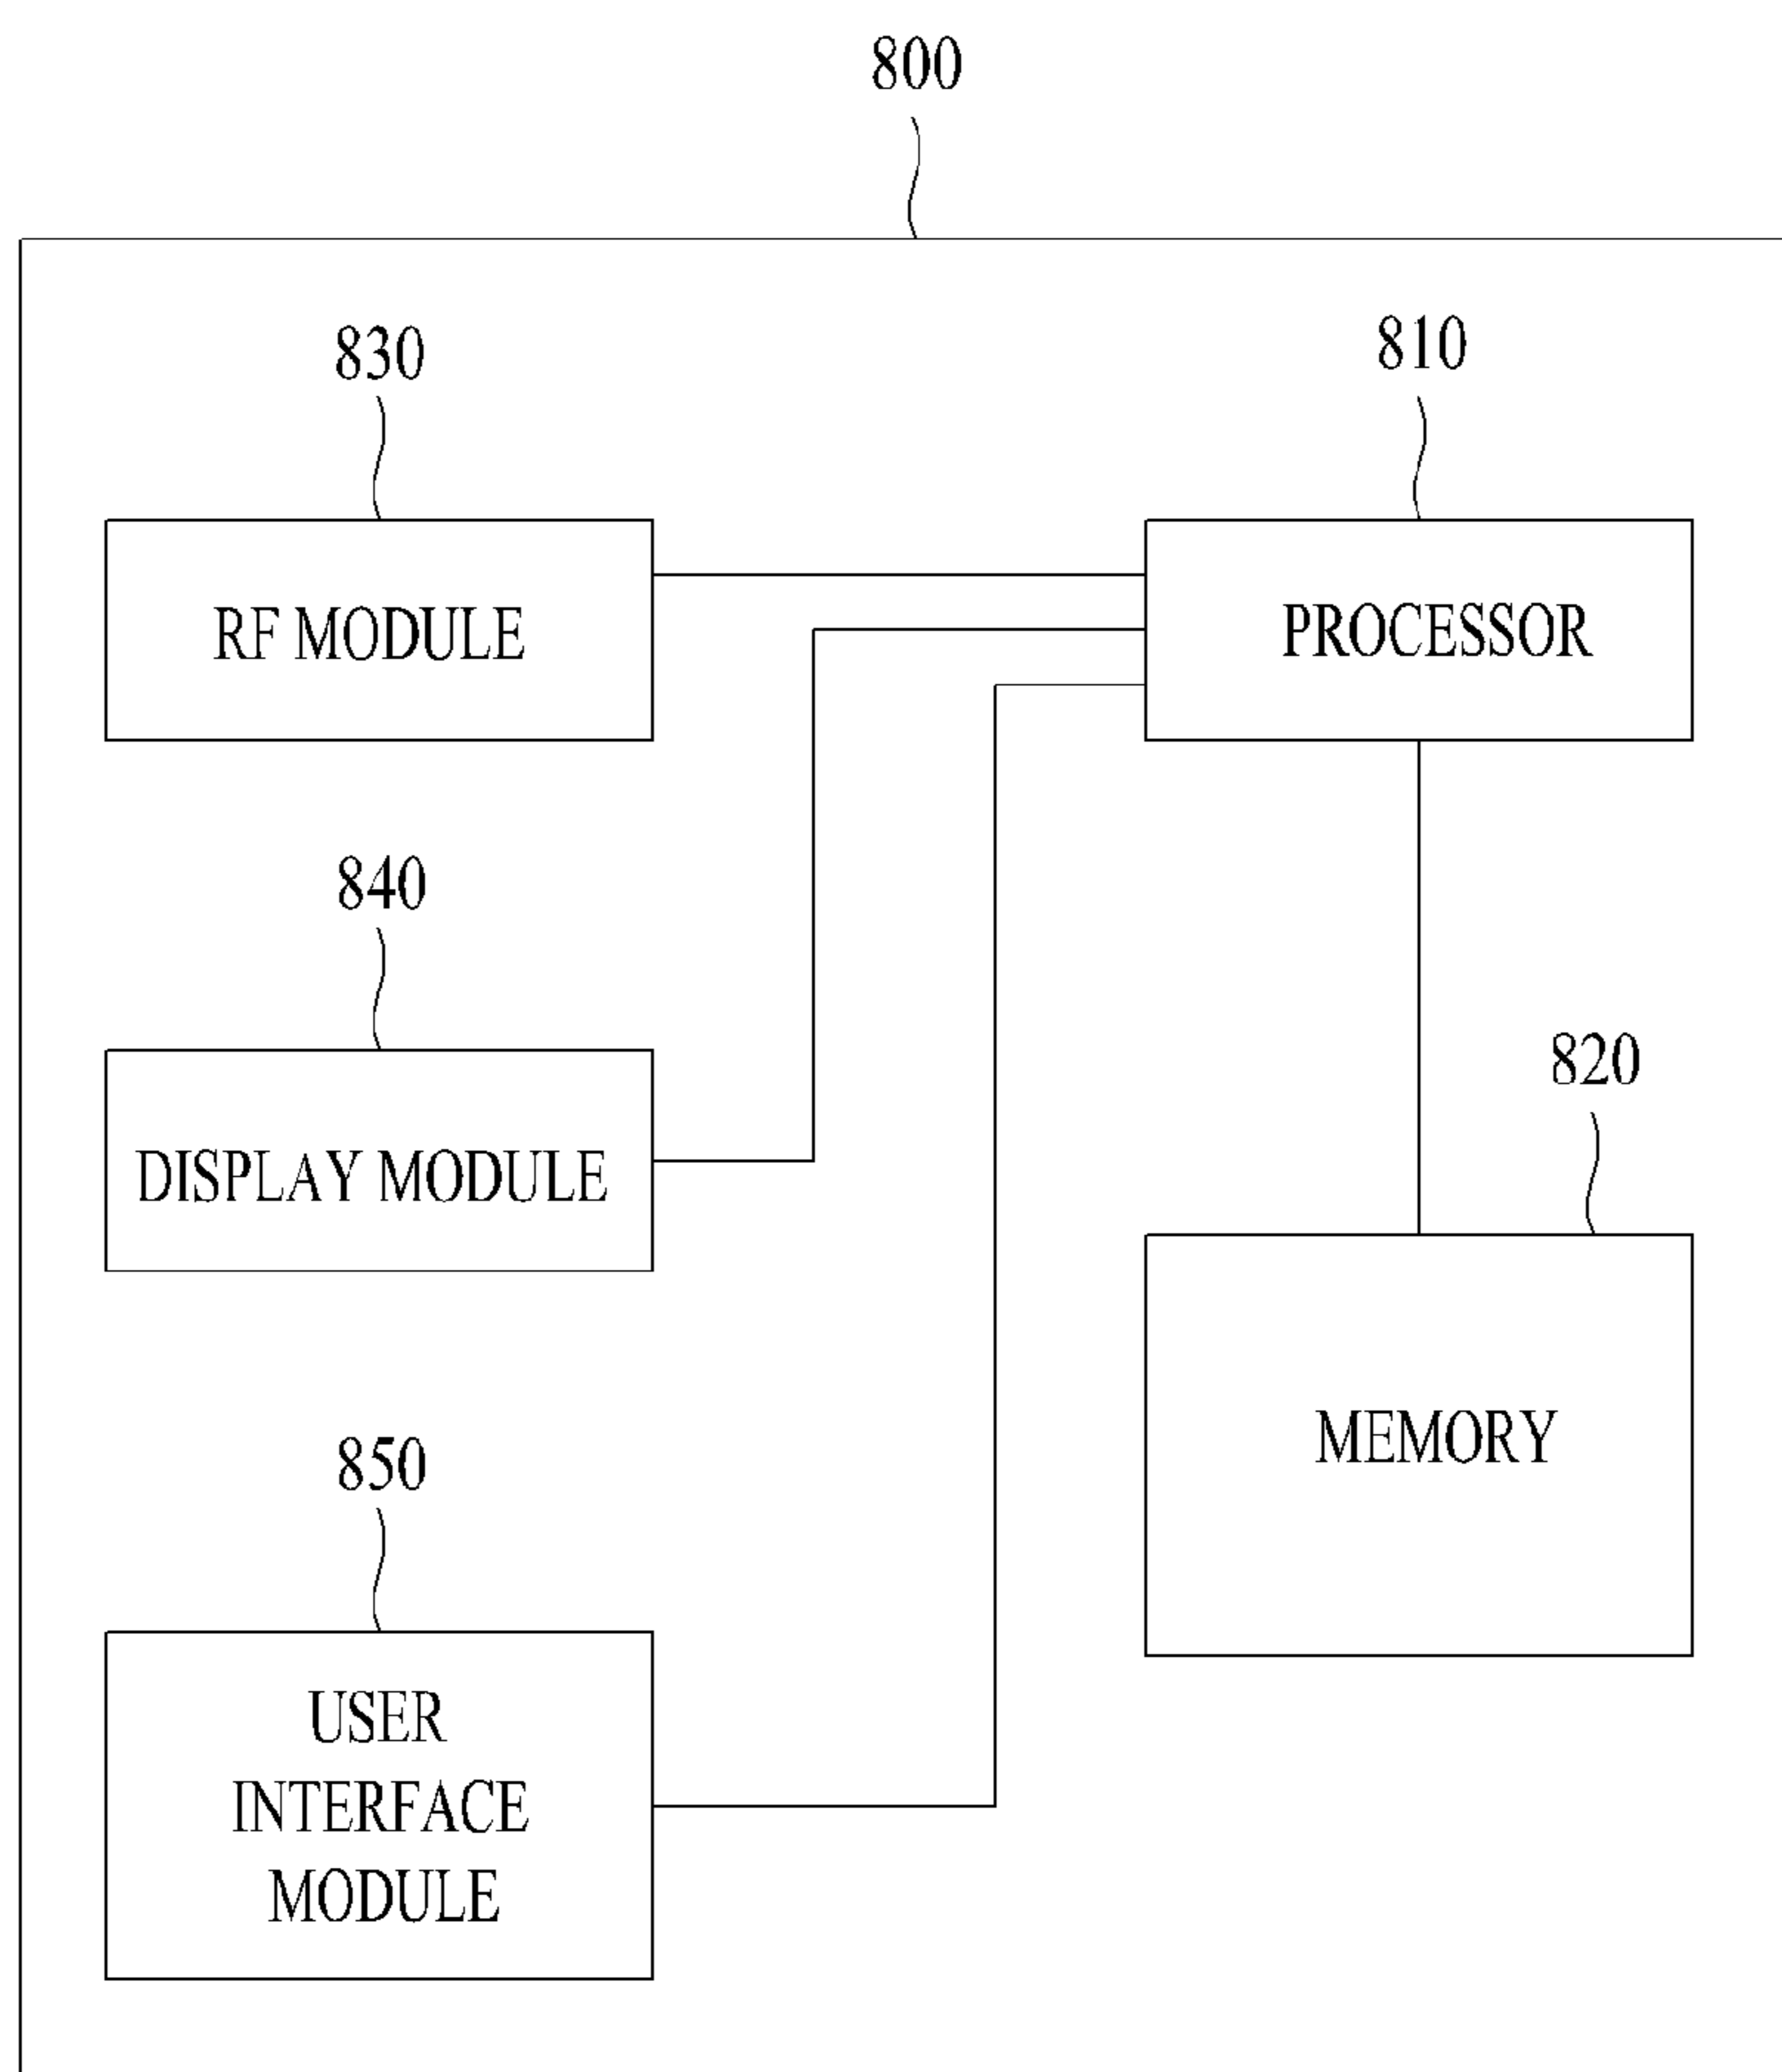 800
830
810
RF MODULE
PROCESSOR
840
DISPLAY MODULE
820
MEMORY
850
USER
INTERFACE
MODULE